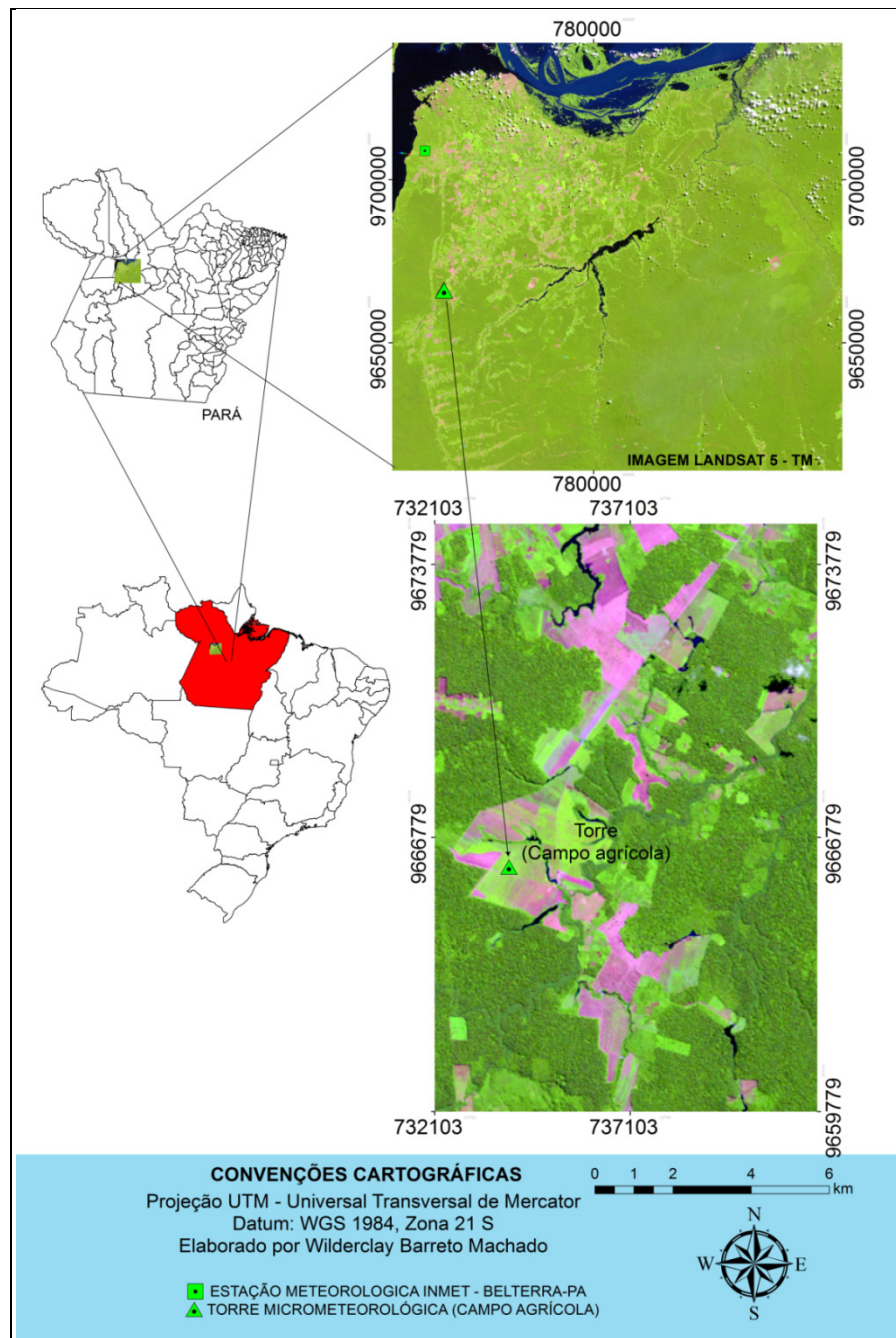 780000
9700000
9700000
9650000
9650000
IMAGEM LANDSAT 5 - TM
780000
PARÁ
732103
737103
9673779
9673779
Torre
(Campo agrícola)
9666779
9666779
9659779
732103
737103
CONVENÇÕES CARTOGRÁFICAS
Projeção UTM - Universal Transversal de Mercator
Datum: WGS 1984, Zona 21 S
Elaborado por Wilderclay Barreto Machado
0 1 2 4 6
km
N
W E
S
ESTAÇÃO METEOROLOGICA INMET - BELTERRA-PA
TORRE MICROMETEOROLÓGICA (CAMPO AGRÍCOLA)